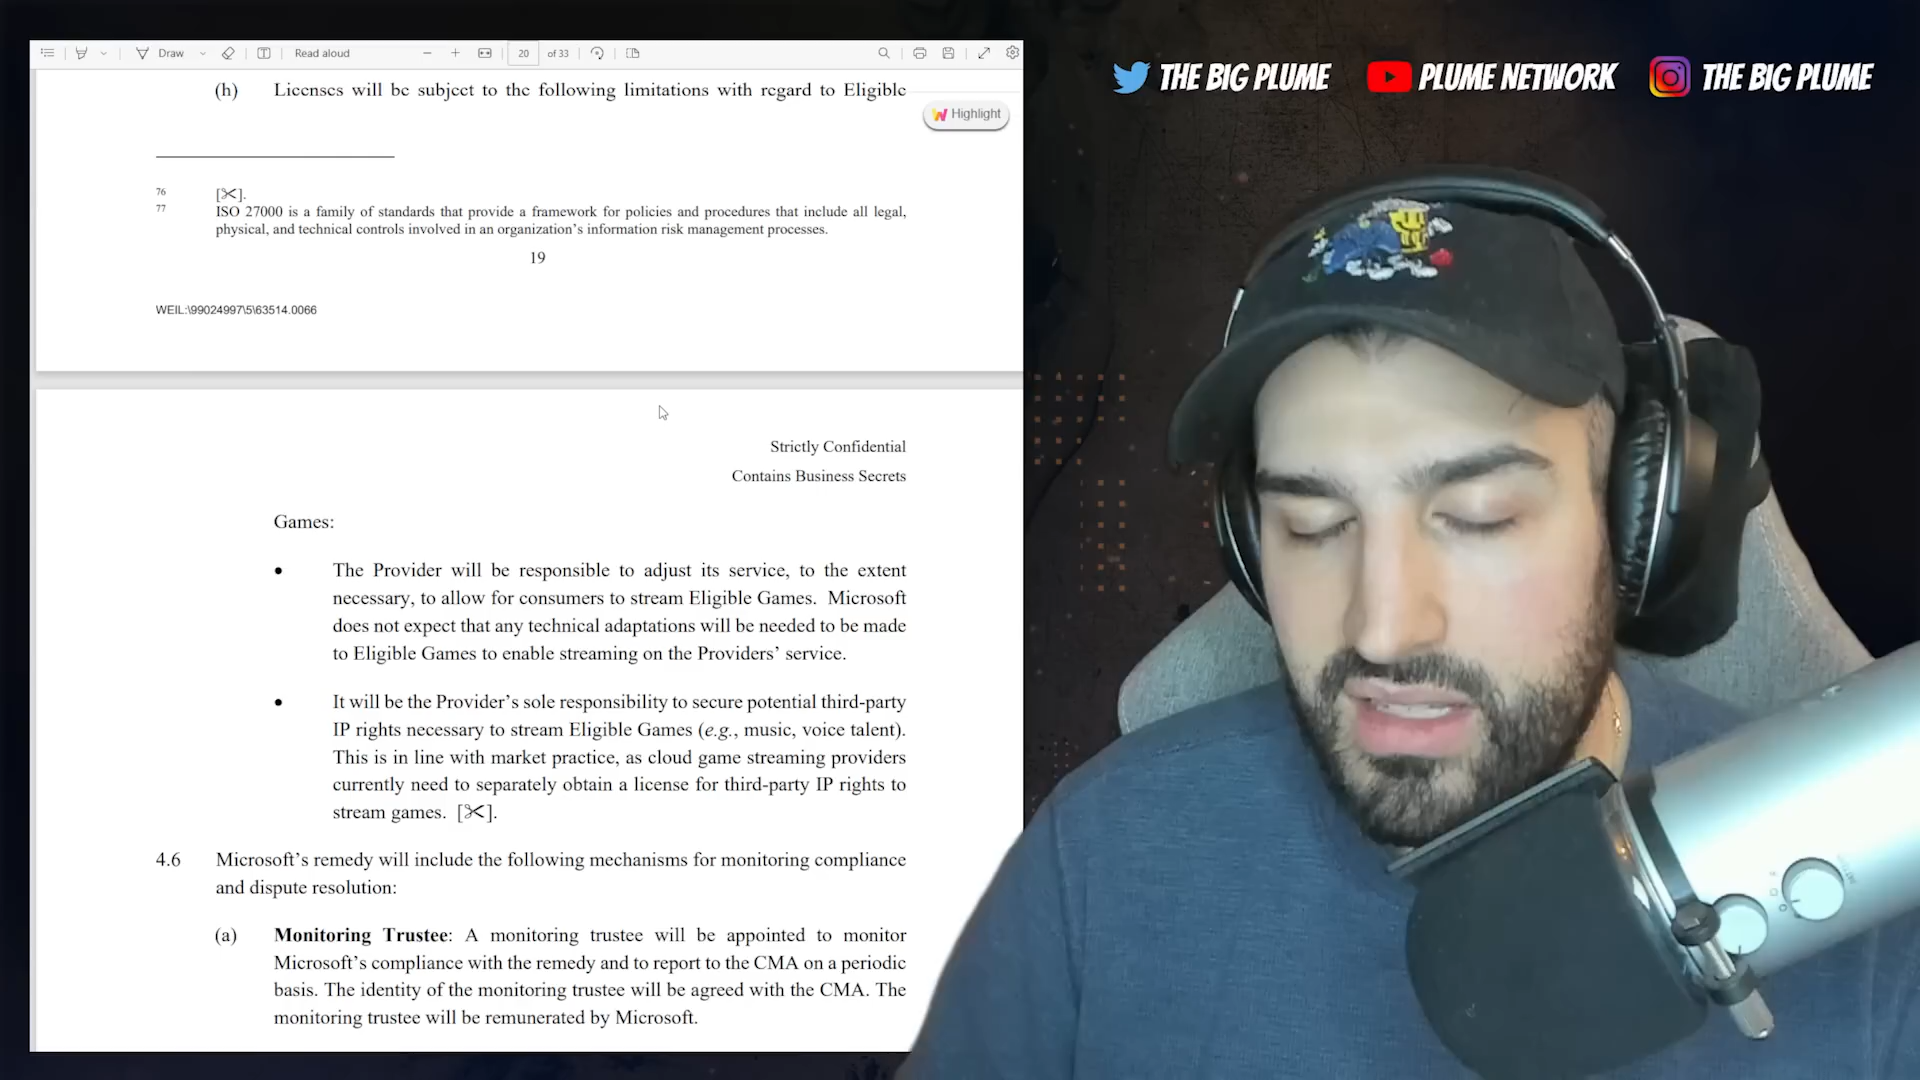 Draw
Read aloud
20 of 33
THE BIG PLUME
PLUME NETWORK
THE BIG PLUME
(h) Licenses will be subject to the following limitations with regard to Eligible
Highlight
76 [✂].
77 ISO 27000 is a family of standards that provide a framework for policies and procedures that include all legal,
physical, and technical controls involved in an organization's information risk management processes.
19
WEIL:\99024997\5\63514.0066
Strictly Confidential
Contains Business Secrets
Games:
• The Provider will be responsible to adjust its service, to the extent
necessary, to allow for consumers to stream Eligible Games. Microsoft
does not expect that any technical adaptations will be needed to be made
to Eligible Games to enable streaming on the Providers' service.
• It will be the Provider's sole responsibility to secure potential third-party
IP rights necessary to stream Eligible Games (e.g., music, voice talent).
This is in line with market practice, as cloud game streaming providers
currently need to separately obtain a license for third-party IP rights to
stream games. [✂].
4.6 Microsoft's remedy will include the following mechanisms for monitoring compliance
and dispute resolution:
(a) Monitoring Trustee: A monitoring trustee will be appointed to monitor
Microsoft's compliance with the remedy and to report to the CMA on a periodic
basis. The identity of the monitoring trustee will be agreed with the CMA. The
monitoring trustee will be remunerated by Microsoft.